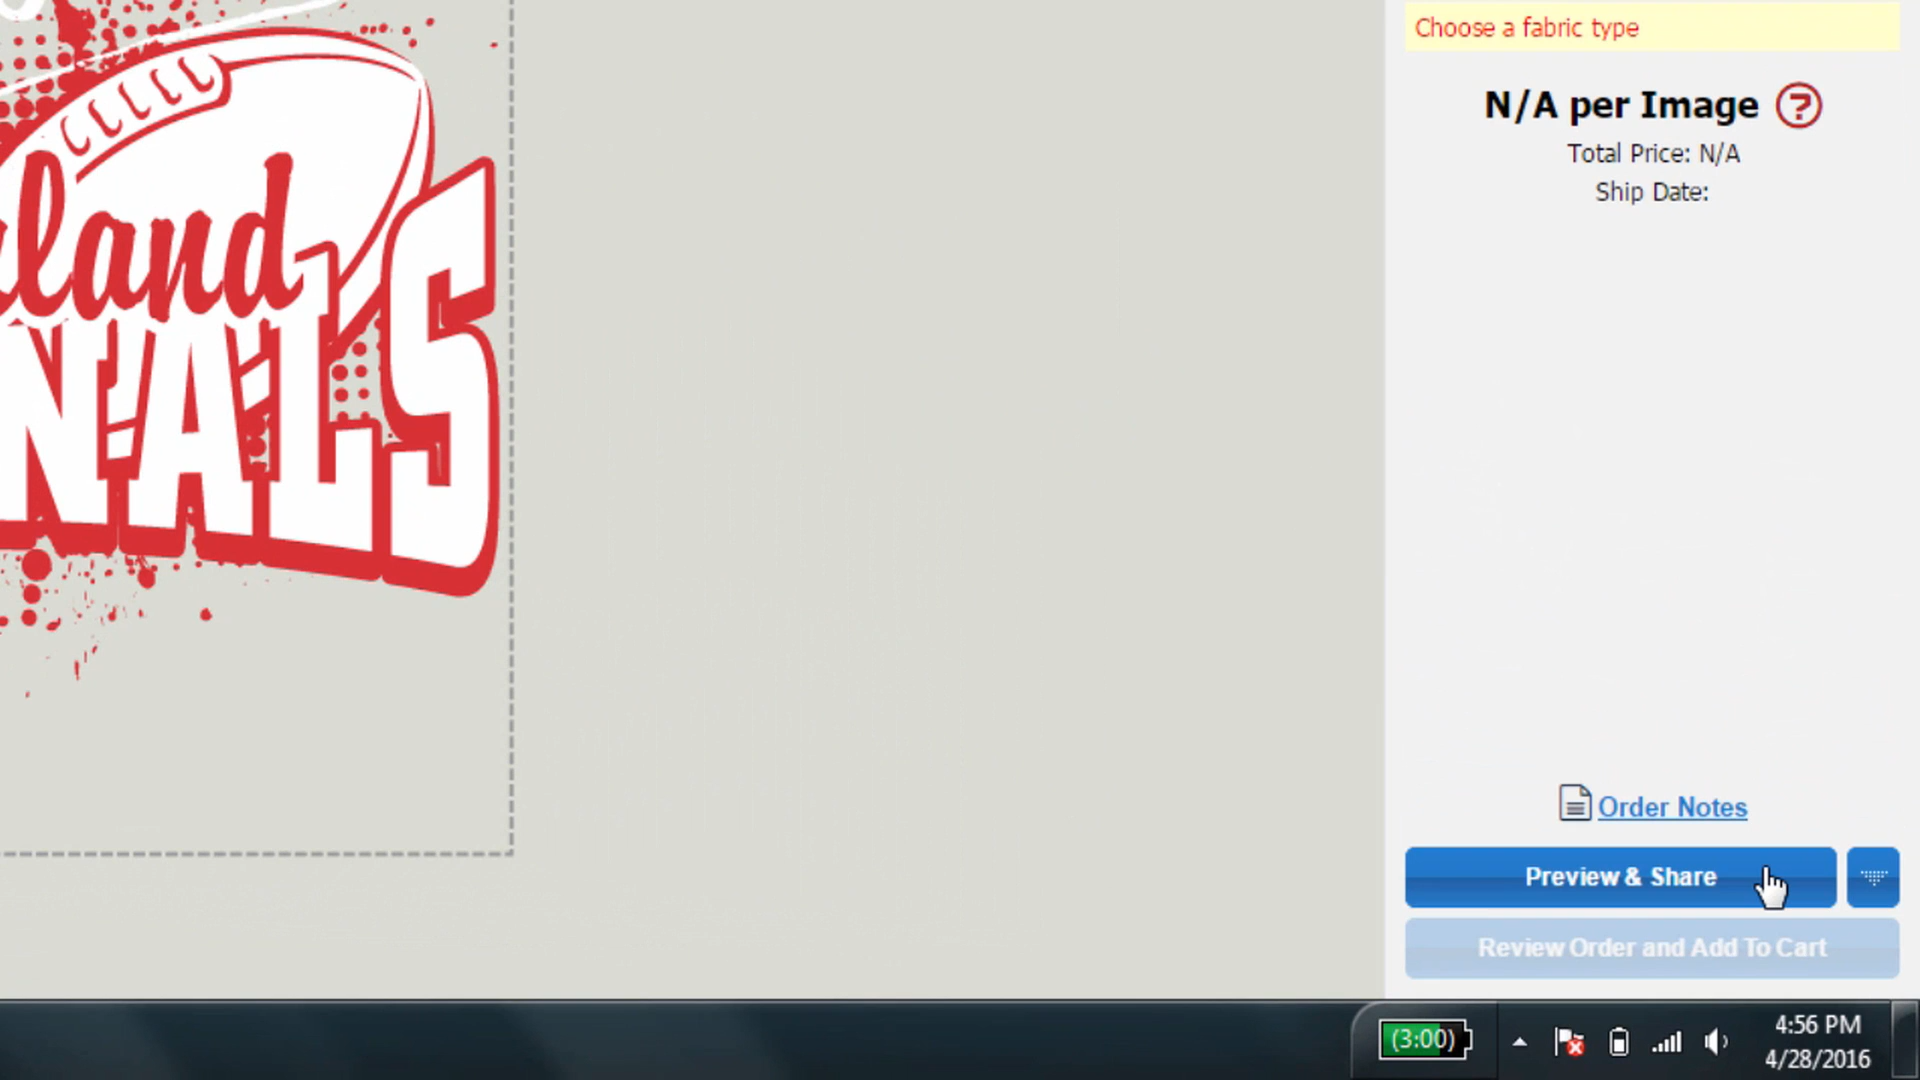 Choose a fabric type
N/A per Image ?
Total Price: N/A
Ship Date:
land
NALS
Order Notes
Preview & Share
Review Order and Add To Cart
(3:00)
4:56 PM
4/28/2016